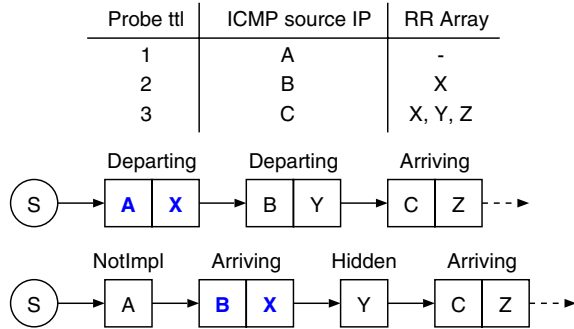 Probe ttl ICMP source IP RR Array
1 A -
2 B X
3 C X, Y, Z
Departing Departing Arriving
S A X B Y C Z
NotImpl Arriving Hidden Arriving
S A B X Y C Z